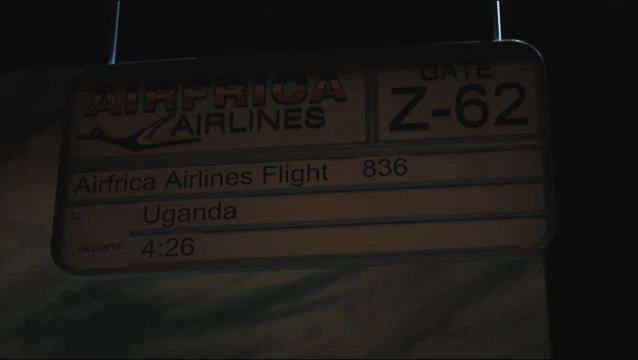 AIRFRICA
AIRLINES
GATE
Z-62
Airfrica Airlines Flight 836
to Uganda
departs 4:26